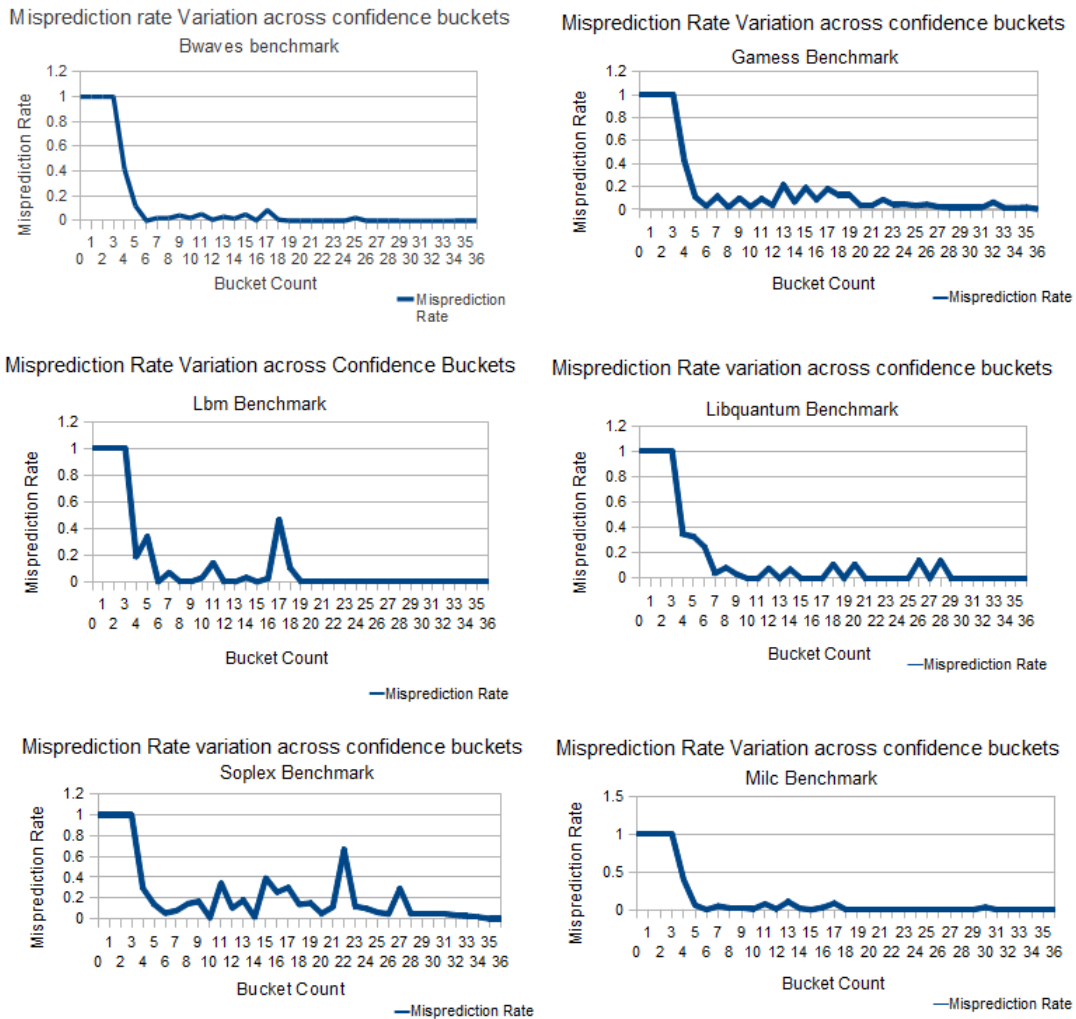 Misprediction rate Variation across confidence buckets
Bwaves benchmark
Misprediction Rate
1.2
1
0.8
0.6
0.4
0.2
0
1 3 5 7 9 11 13 15 17 19 21 23 25 27 29 31 33 35
0 2 4 6 8 10 12 14 16 18 20 22 24 26 28 30 32 34 36
Bucket Count
Misprediction
Rate
Misprediction Rate Variation across confidence buckets
Gamess Benchmark
Misprediction Rate
1.2
1
0.8
0.6
0.4
0.2
0
1 3 5 7 9 11 13 15 17 19 21 23 25 27 29 31 33 35
0 2 4 6 8 10 12 14 16 18 20 22 24 26 28 30 32 34 36
Bucket Count
Misprediction Rate
Misprediction Rate Variation across Confidence Buckets
Lbm Benchmark
Misprediction Rate
1.2
1
0.8
0.6
0.4
0.2
0
1 3 5 7 9 11 13 15 17 19 21 23 25 27 29 31 33 35
0 2 4 6 8 10 12 14 16 18 20 22 24 26 28 30 32 34 36
Bucket Count
Misprediction Rate
Misprediction Rate variation across confidence buckets
Libquantum Benchmark
Misprediction Rate
1.2
1
0.8
0.6
0.4
0.2
0
1 3 5 7 9 11 13 15 17 19 21 23 25 27 29 31 33 35
0 2 4 6 8 10 12 14 16 18 20 22 24 26 28 30 32 34 36
Bucket Count
Misprediction Rate
Misprediction Rate variation across confidence buckets
Soplex Benchmark
Misprediction Rate
1.2
1
0.8
0.6
0.4
0.2
0
1 3 5 7 9 11 13 15 17 19 21 23 25 27 29 31 33 35
0 2 4 6 8 10 12 14 16 18 20 22 24 26 28 30 32 34 36
Bucket Count
Misprediction Rate
Misprediction Rate Variation across confidence buckets
Milc Benchmark
Misprediction Rate
1.5
1
0.5
0
1 3 5 7 9 11 13 15 17 19 21 23 25 27 29 31 33 35
0 2 4 6 8 10 12 14 16 18 20 22 24 26 28 30 32 34 36
Bucket Count
Misprediction Rate